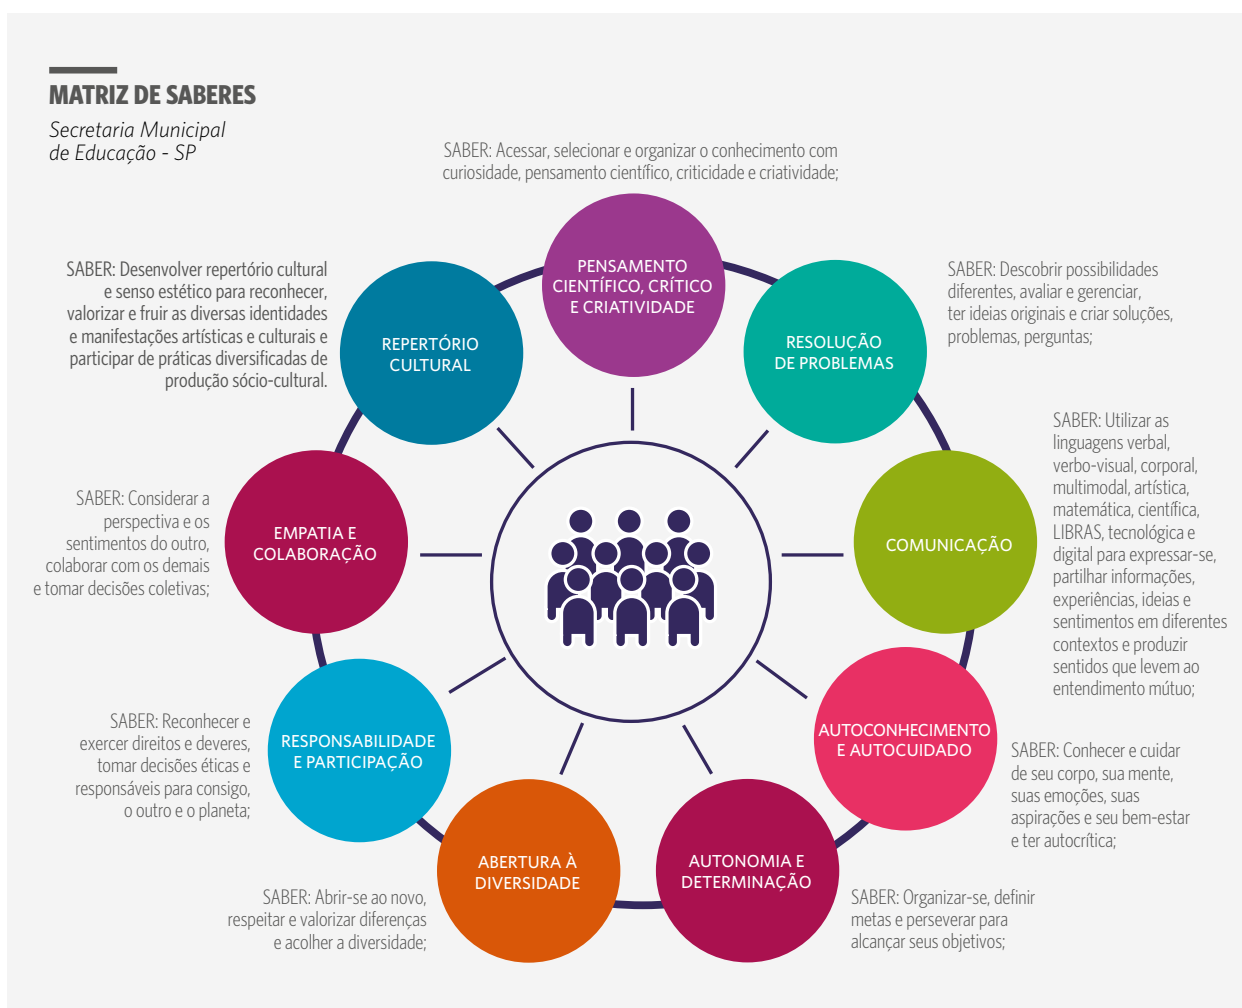 MATRIZ DE SABERES
Secretaria Municipal
de Educação - SP
SABER: Acessar, selecionar e organizar o conhecimento com
curiosidade, pensamento científico, criticidade e criatividade;
PENSAMENTO
CIENTÍFICO, CRÍTICO
E CRIATIVIDADE
RESOLUÇÃO
DE PROBLEMAS
SABER: Descobrir possibilidades
diferentes, avaliar e gerenciar,
ter ideias originais e criar soluções,
problemas, perguntas;
COMUNICAÇÃO
SABER: Utilizar as
linguagens verbal,
verbo-visual, corporal,
multimodal, artística,
matemática, científica,
LIBRAS, tecnológica e
digital para expressar-se,
partilhar informações,
experiências, ideias e
sentimentos em diferentes
contextos e produzir
sentidos que levem ao
entendimento mútuo;
AUTOCONHECIMENTO
E AUTOCUIDADO
SABER: Conhecer e cuidar
de seu corpo, sua mente,
suas emoções, suas
aspirações e seu bem-estar
e ter autocrítica;
AUTONOMIA E
DETERMINAÇÃO
SABER: Organizar-se, definir
metas e perseverar para
alcançar seus objetivos;
ABERTURA À
DIVERSIDADE
SABER: Abrir-se ao novo,
respeitar e valorizar diferenças
e acolher a diversidade;
RESPONSABILIDADE
E PARTICIPAÇÃO
SABER: Reconhecer e
exercer direitos e deveres,
tomar decisões éticas e
responsáveis para consigo,
o outro e o planeta;
EMPATIA E
COLABORAÇÃO
SABER: Considerar a
perspectiva e os
sentimentos do outro,
colaborar com os demais
e tomar decisões coletivas;
REPERTÓRIO
CULTURAL
SABER: Desenvolver repertório cultural
e senso estético para reconhecer,
valorizar e fruir as diversas identidades
e manifestações artísticas e culturais e
participar de práticas diversificadas de
produção sócio-cultural.